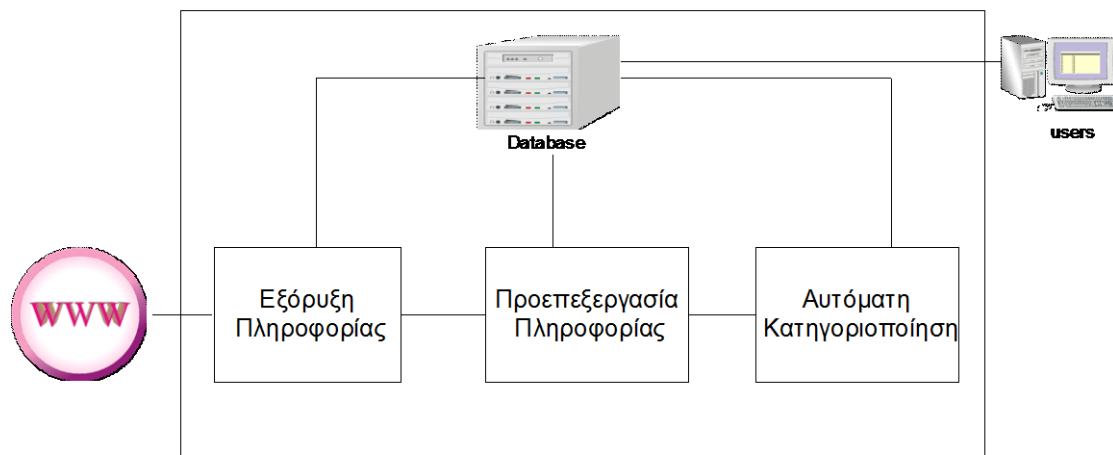 Database
users
WWW
Εξόρυξη
Πληροφορίας
Προεπεξεργασία
Πληροφορίας
Αυτόματη
Κατηγοριοποίηση